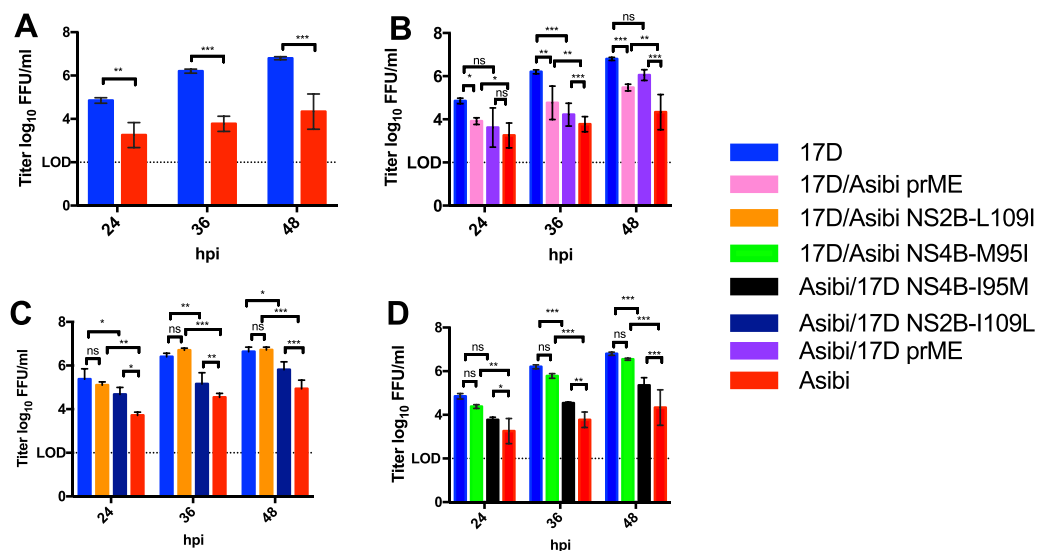 A
Titer log10 FFU/ml
8
6
4
LOD
2
0
**
***
***
24
36
48
hpi
B
Titer log10 FFU/ml
8
6
4
LOD
0
ns
*
*
ns
***
**
**
***
ns
***
**
***
24
36
48
hpi
17D
17D/Asibi prME
17D/Asibi NS2B-L109I
17D/Asibi NS4B-M95I
Asibi/17D NS4B-I95M
Asibi/17D NS2B-I109L
Asibi/17D prME
Asibi
C
Titer log10 FFU/ml
8
6
4
LOD
0
*
ns
**
*
**
ns
***
**
*
ns
***
***
24
36
48
hpi
D
Titer log10 FFU/ml
8
6
4
LOD
0
ns
ns
**
*
***
ns
***
**
***
ns
***
***
24
36
48
hpi